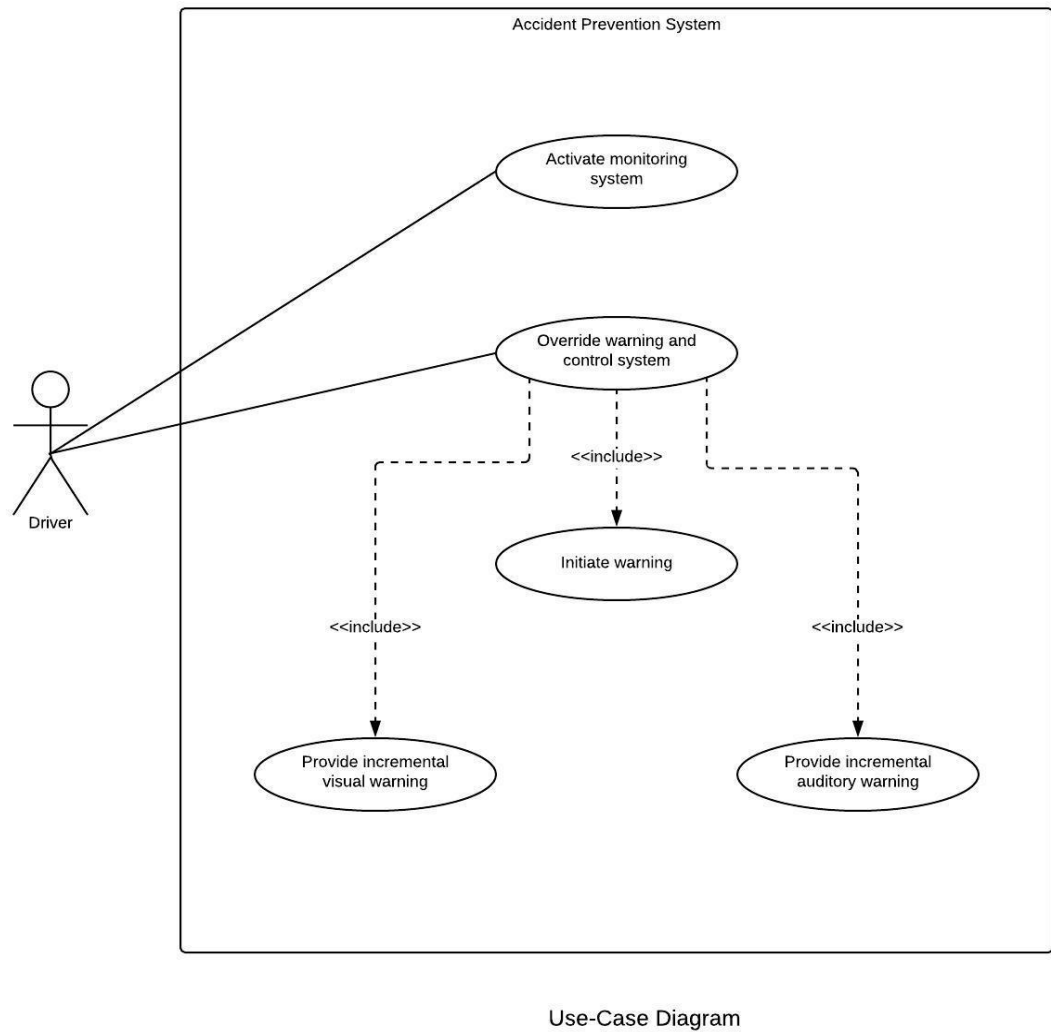 Accident Prevention System
Activate monitoring
system
Override warning and
control system
<<include>>
Driver
Initiate warning
<<include>>
<<include>>
Provide incremental
visual warning
Provide incremental
auditory warning
Use-Case Diagram